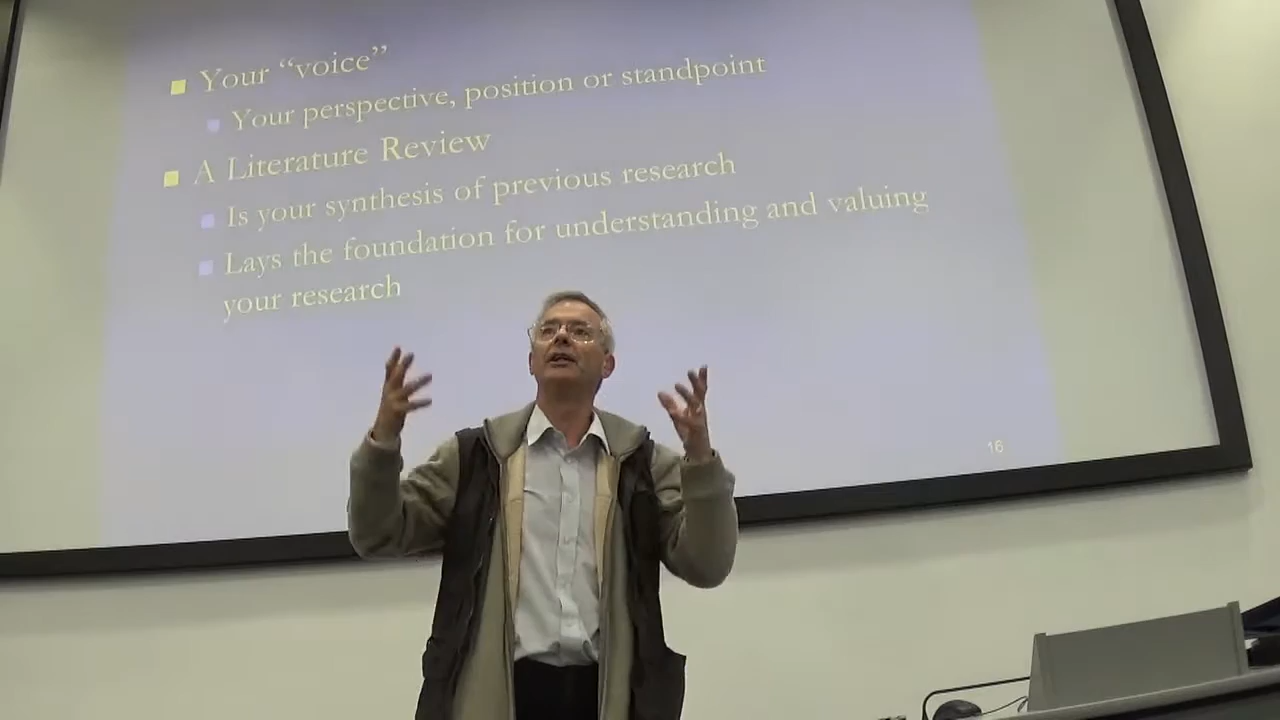 Your “voice”
Your perspective, position or standpoint
A Literature Review
Is your synthesis of previous research
Lays the foundation for understanding and valuing
your research
16